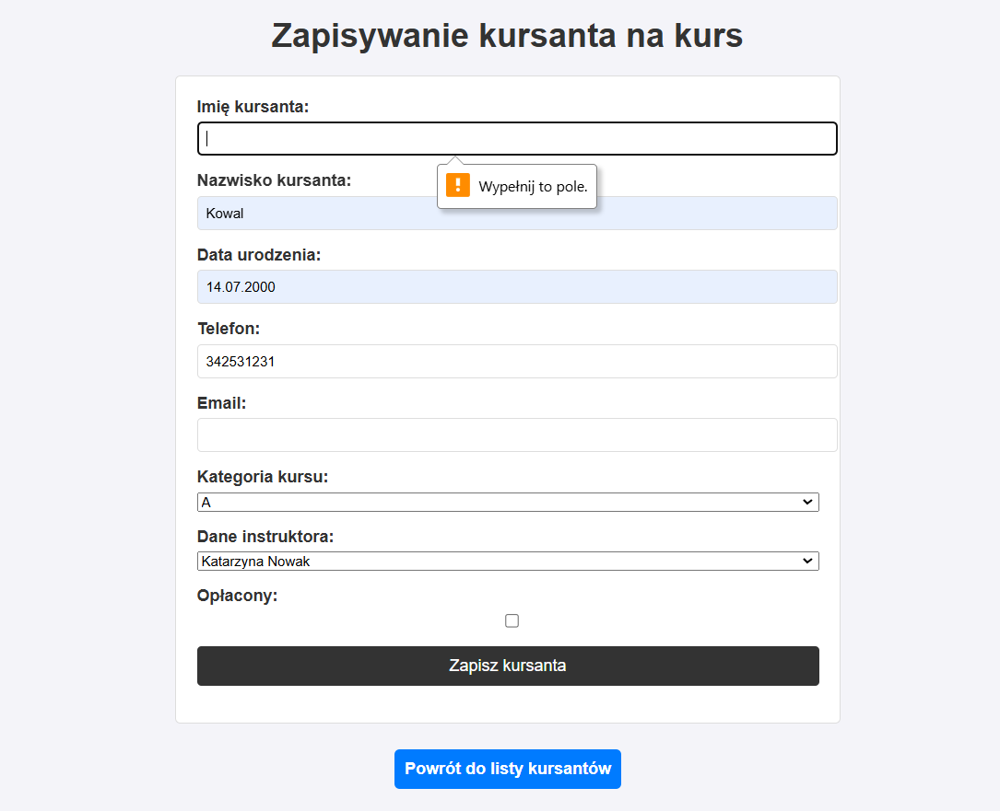 Zapisywanie kursanta na kurs
Imię kursanta:
Wypełnij to pole.
Nazwisko kursanta:
Kowal
Data urodzenia:
14.07.2000
Telefon:
342531231
Email:
Kategoria kursu:
A
Dane instruktora:
Katarzyna Nowak
Opłacony:
Zapisz kursanta
Powrót do listy kursantów